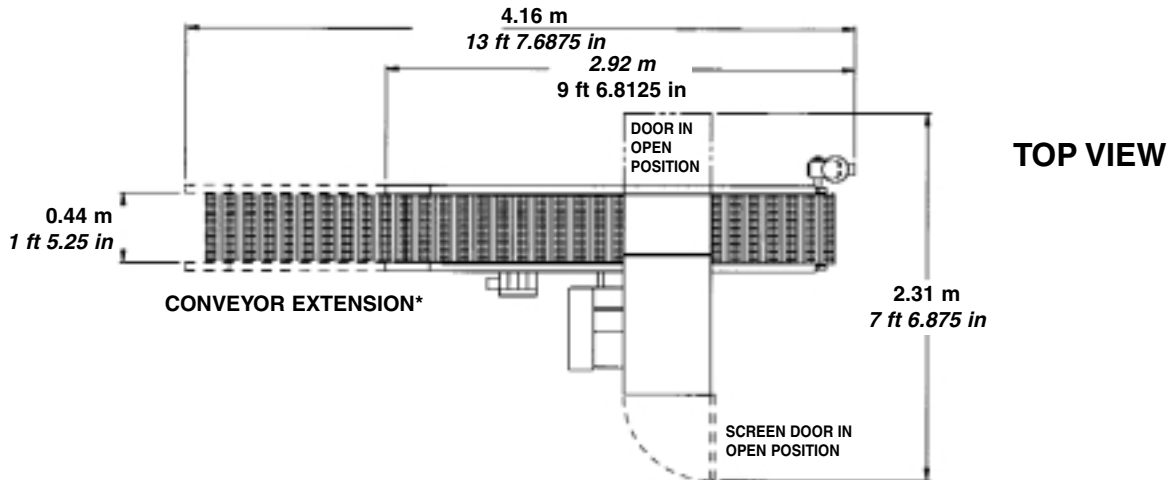 4.16 m
13 ft 7.6875 in
2.92 m
9 ft 6.8125 in
DOOR IN
OPEN
POSITION
TOP VIEW
0.44 m
1 ft 5.25 in
CONVEYOR EXTENSION*
2.31 m
7 ft 6.875 in
SCREEN DOOR IN
OPEN POSITION